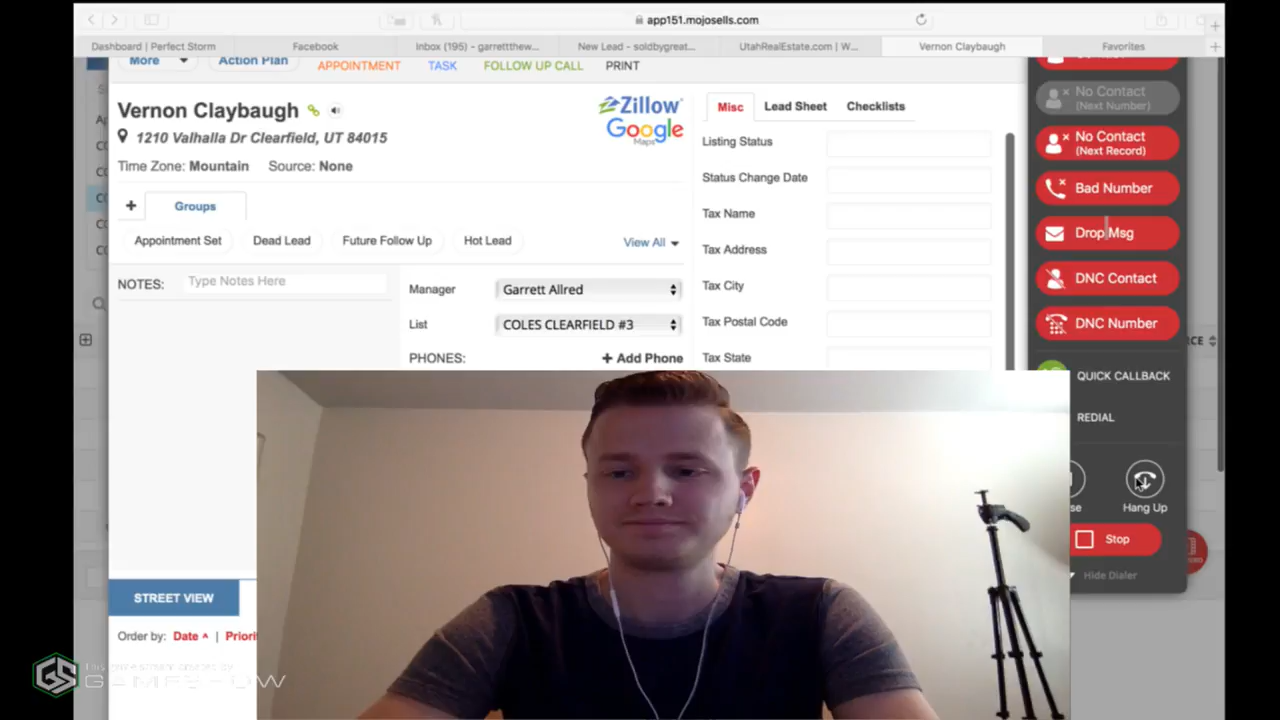 app151.mojosells.com
Dashboard | Perfect Storm
Facebook
Inbox (195) - garrettthew...
New Lead - soldbygreat...
UtahRealEstate.com | W...
Vernon Claybaugh
Favorites
More
Action Plan
APPOINTMENT
TASK
FOLLOW UP CALL
PRINT
Vernon Claybaugh
1210 Valhalla Dr Clearfield, UT 84015
Time Zone: Mountain Source: None
Zillow
Google
Maps
+ Groups
Appointment Set
Dead Lead
Future Follow Up
Hot Lead
View All
NOTES:
Type Notes Here
Manager
Garrett Allred
List
COLES CLEARFIELD #3
PHONES:
+ Add Phone
Misc
Lead Sheet
Checklists
Listing Status
Status Change Date
Tax Name
Tax Address
Tax City
Tax Postal Code
Tax State
No Contact
(Next Number)
No Contact
(Next Record)
Bad Number
Drop Msg
DNC Contact
DNC Number
QUICK CALLBACK
REDIAL
se
Hang Up
Stop
Hide Dialer
RCE
STREET VIEW
Order by: Date ^ | Priorit
GS
GAMESHOW